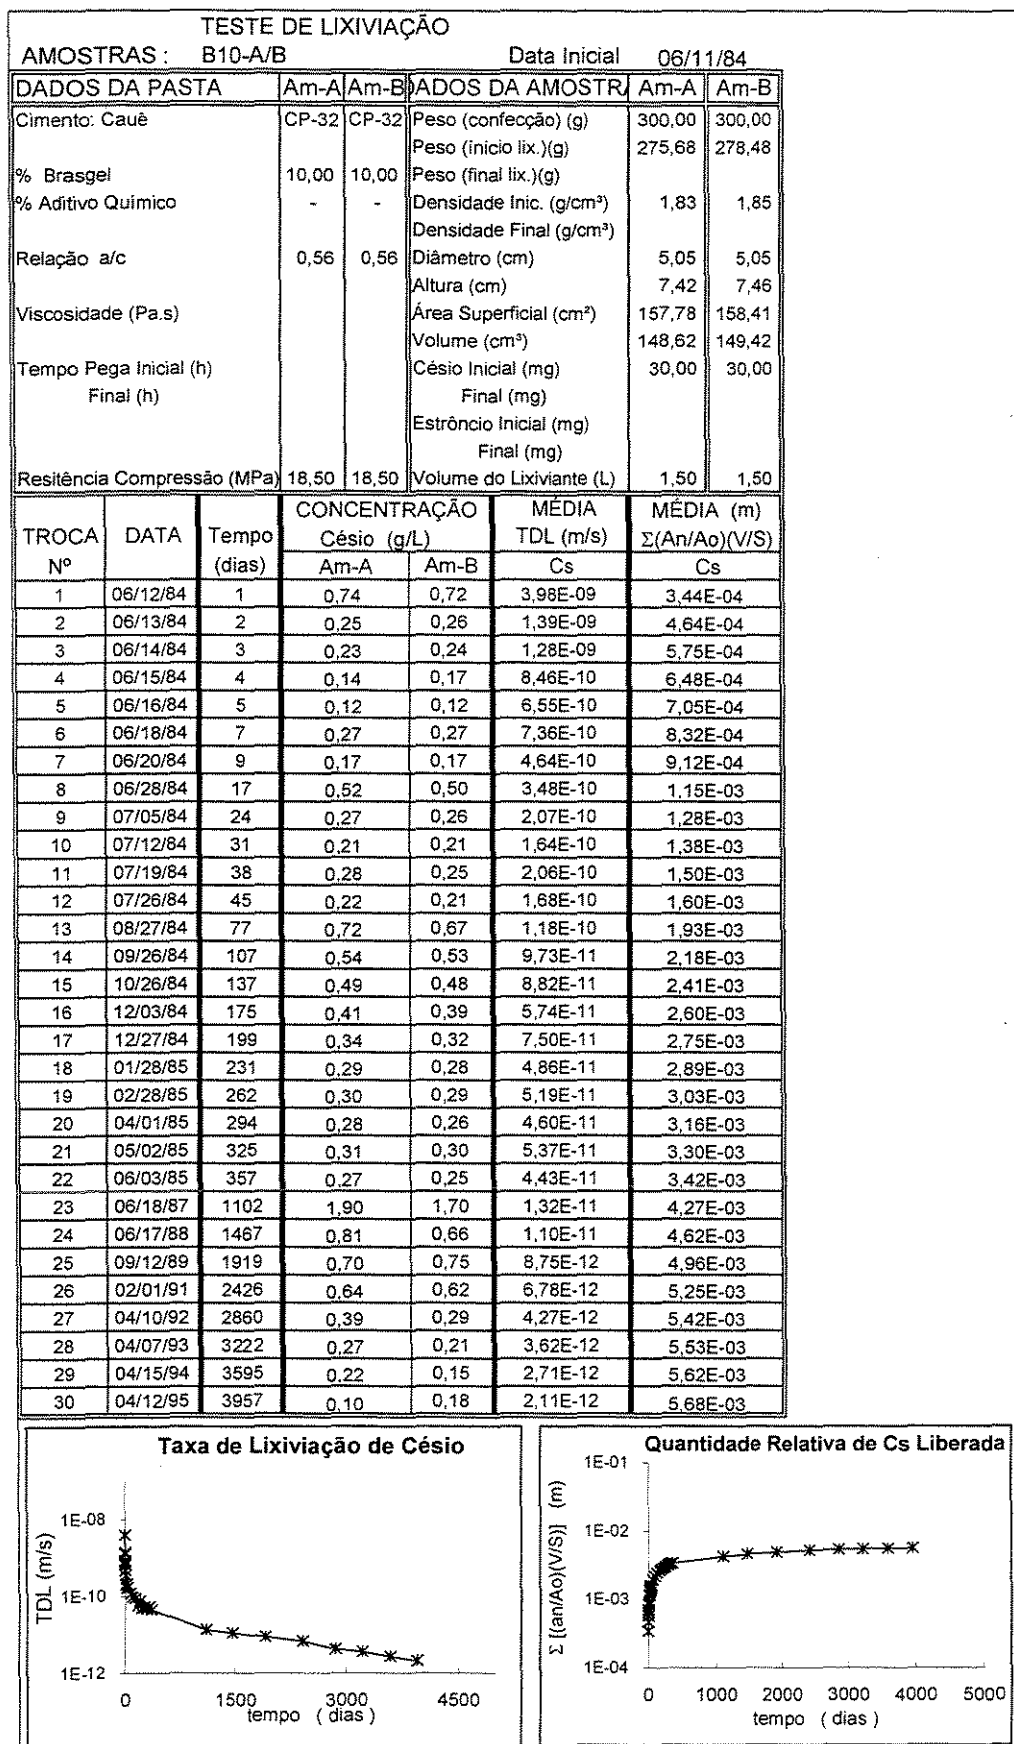 TESTE DE LIXIVIAÇÃO
AMOSTRAS : B10-A/B Data Inicial 06/11/84
DADOS DA PASTA Am-A Am-B DADOS DA AMOSTR Am-A Am-B
Cimento: Cauê CP-32 CP-32 Peso (confecção) (g) 300,00 300,00
Peso (inicio lix.)(g) 275,68 278,48
% Brasgel 10,00 10,00 Peso (final lix.)(g)
% Aditivo Químico - - Densidade Inic. (g/cm³) 1,83 1,85
Densidade Final (g/cm³)
Relação a/c 0,56 0,56 Diâmetro (cm) 5,05 5,05
Altura (cm) 7,42 7,46
Viscosidade (Pa.s) Área Superficial (cm²) 157,78 158,41
Volume (cm³) 148,62 149,42
Tempo Pega Inicial (h) Césio Inicial (mg) 30,00 30,00
Final (h) Final (mg)
Estrôncio Inicial (mg)
Final (mg)
Resitência Compressão (MPa) 18,50 18,50 Volume do Lixiviante (L) 1,50 1,50
CONCENTRAÇÃO MÉDIA MÉDIA (m)
TROCA DATA Tempo Césio (g/L) TDL (m/s) Σ(An/Ao)(V/S)
Nº (dias) Am-A Am-B Cs Cs
1 06/12/84 1 0,74 0,72 3,98E-09 3,44E-04
2 06/13/84 2 0,25 0,26 1,39E-09 4,64E-04
3 06/14/84 3 0,23 0,24 1,28E-09 5,75E-04
4 06/15/84 4 0,14 0,17 8,46E-10 6,48E-04
5 06/16/84 5 0,12 0,12 6,55E-10 7,05E-04
6 06/18/84 7 0,27 0,27 7,36E-10 8,32E-04
7 06/20/84 9 0,17 0,17 4,64E-10 9,12E-04
8 06/28/84 17 0,52 0,50 3,48E-10 1,15E-03
9 07/05/84 24 0,27 0,26 2,07E-10 1,28E-03
10 07/12/84 31 0,21 0,21 1,64E-10 1,38E-03
11 07/19/84 38 0,28 0,25 2,06E-10 1,50E-03
12 07/26/84 45 0,22 0,21 1,68E-10 1,60E-03
13 08/27/84 77 0,72 0,67 1,18E-10 1,93E-03
14 09/26/84 107 0,54 0,53 9,73E-11 2,18E-03
15 10/26/84 137 0,49 0,48 8,82E-11 2,41E-03
16 12/03/84 175 0,41 0,39 5,74E-11 2,60E-03
17 12/27/84 199 0,34 0,32 7,50E-11 2,75E-03
18 01/28/85 231 0,29 0,28 4,86E-11 2,89E-03
19 02/28/85 262 0,30 0,29 5,19E-11 3,03E-03
20 04/01/85 294 0,28 0,26 4,60E-11 3,16E-03
21 05/02/85 325 0,31 0,30 5,37E-11 3,30E-03
22 06/03/85 357 0,27 0,25 4,43E-11 3,42E-03
23 06/18/87 1102 1,90 1,70 1,32E-11 4,27E-03
24 06/17/88 1467 0,81 0,66 1,10E-11 4,62E-03
25 09/12/89 1919 0,70 0,75 8,75E-12 4,96E-03
26 02/01/91 2426 0,64 0,62 6,78E-12 5,25E-03
27 04/10/92 2860 0,39 0,29 4,27E-12 5,42E-03
28 04/07/93 3222 0,27 0,21 3,62E-12 5,53E-03
29 04/15/94 3595 0,22 0,15 2,71E-12 5,62E-03
30 04/12/95 3957 0,10 0,18 2,11E-12 5,68E-03
Taxa de Lixiviação de Césio
TDL (m/s)
1E-08
1E-10
1E-12
0 1500 3000 4500
tempo ( dias )
Quantidade Relativa de Cs Liberada
Σ [(an/Ao)(V/S)] (m)
1E-01
1E-02
1E-03
1E-04
0 1000 2000 3000 4000 5000
tempo ( dias )